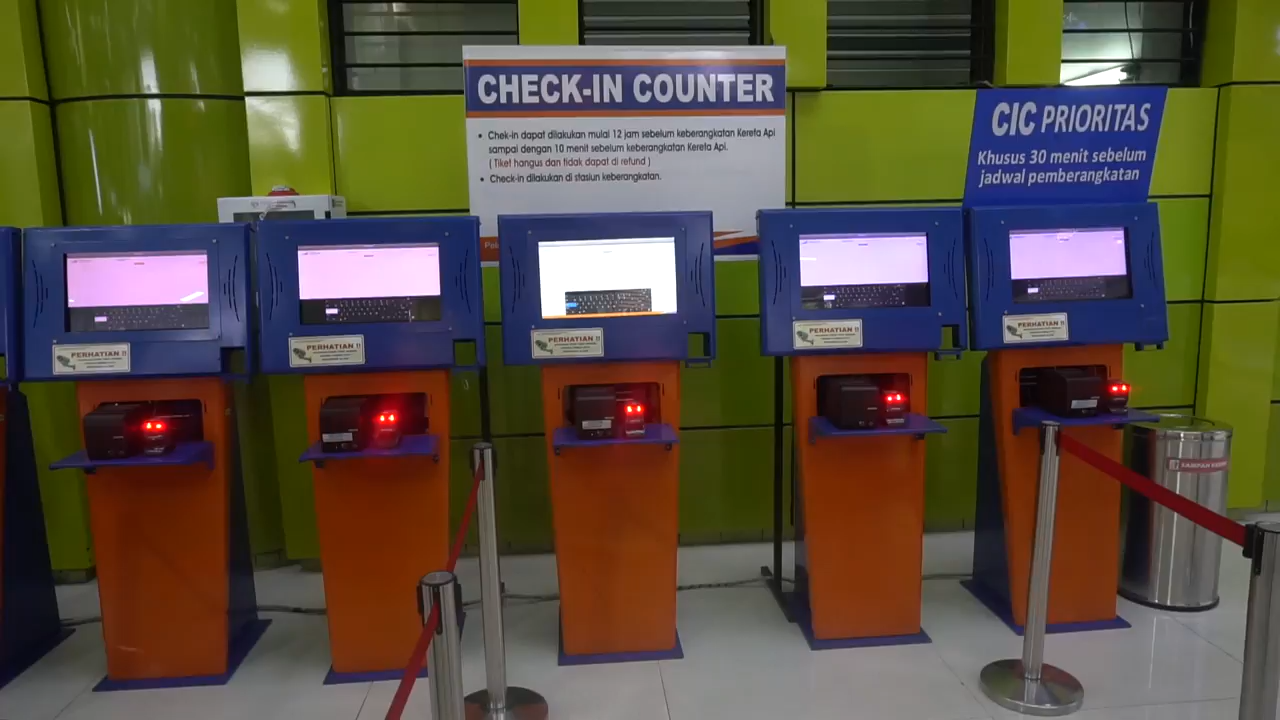 CHECK-IN COUNTER
• Chek-in dapat dilakukan mulai 12 jam sebelum keberangkatan Kereta Api
sampai dengan 10 menit sebelum keberangkatan Kereta Api.
( Tiket hangus dan tidak dapat di refund )
• Check-in dilakukan di stasiun keberangkatan.
CIC PRIORITAS
Khusus 30 menit sebelum
jadwal pemberangkatan
PERHATIAN !!
PERHATIAN !!
PERHATIAN !!
PERHATIAN !!
PERHATIAN !!